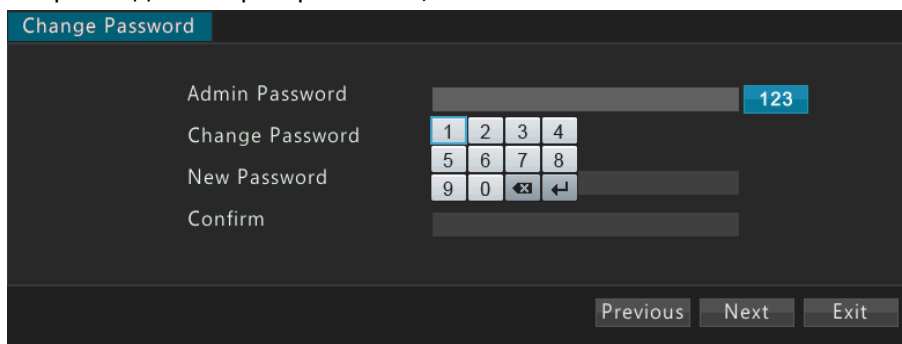 Change Password
Admin Password 123
Change Password 1 2 3 4
5 6 7 8
New Password
9 0
Confirm
Previous Next Exit